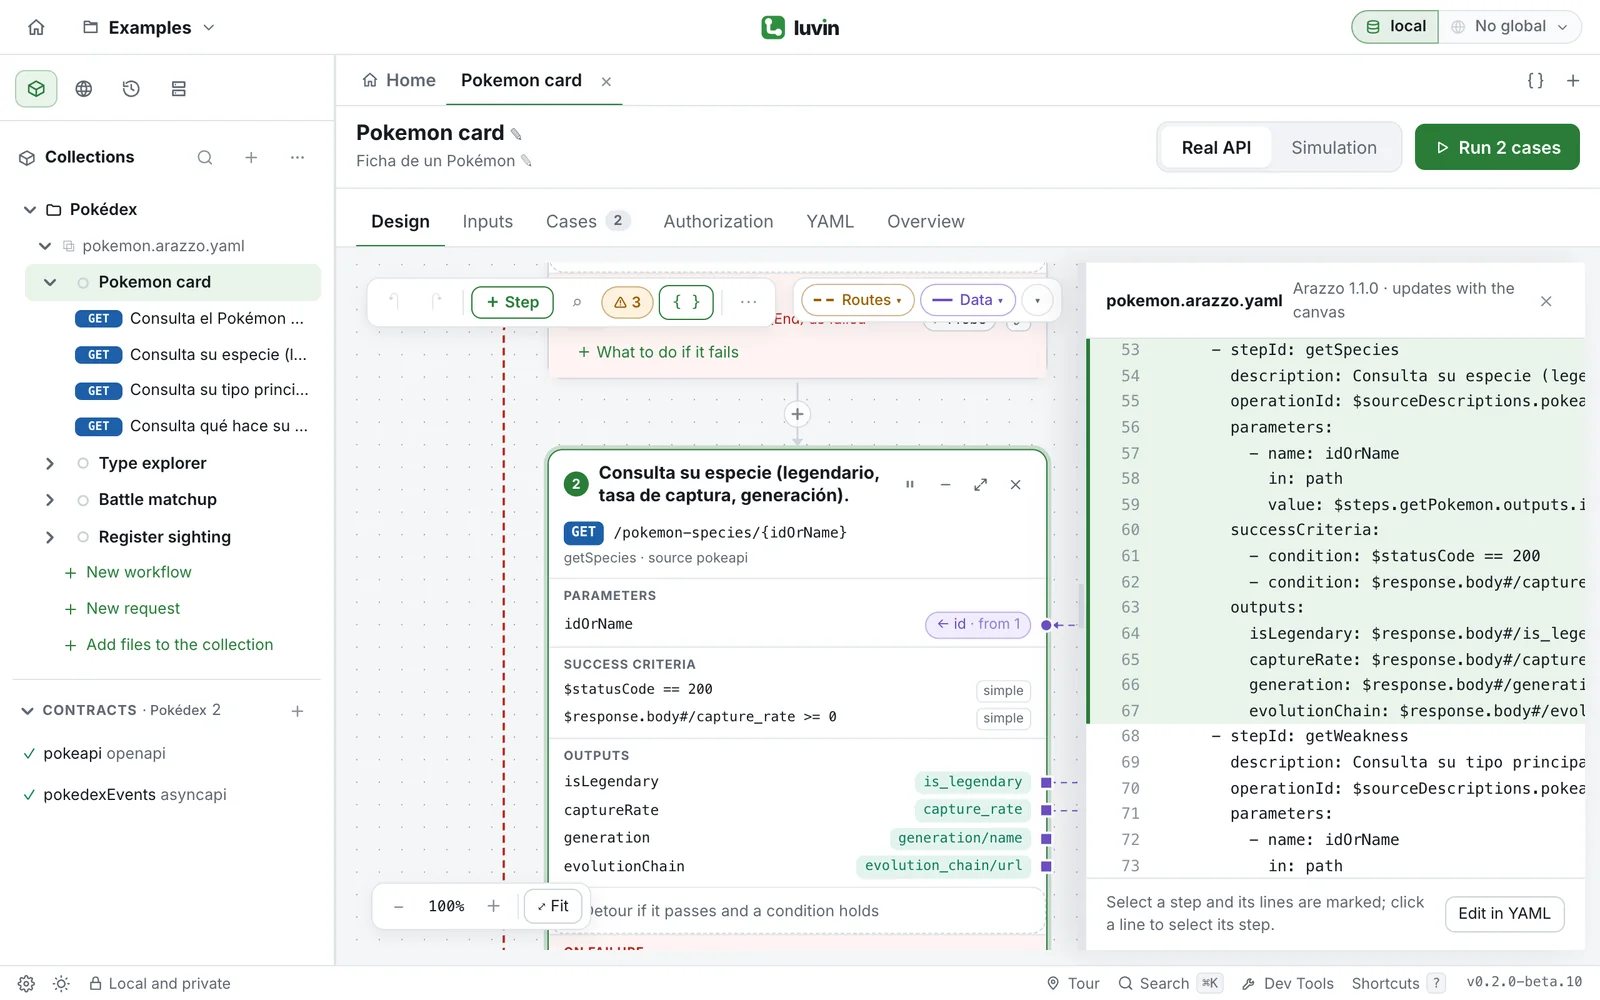 Examples
luvin
local
No global
Home
Pokemon card
{ }
Pokemon card
Ficha de un Pokémon
Real API
Simulation
Run 2 cases
Collections
Pokédex
pokemon.arazzo.yaml
Pokemon card
GET Consulta el Pokémon ...
GET Consulta su especie (l...
GET Consulta su tipo princi...
GET Consulta qué hace su ...
Type explorer
Battle matchup
Register sighting
+ New workflow
+ New request
+ Add files to the collection
CONTRACTS · Pokédex 2
pokeapi openapi
pokedexEvents asyncapi
Design
Inputs
Cases 2
Authorization
YAML
Overview
+ Step
3
{ }
Routes
Data
+ What to do if it fails
2
Consulta su especie (legendario,
tasa de captura, generación).
GET /pokemon-species/{idOrName}
getSpecies · source pokeapi
PARAMETERS
idOrName ← id · from 1
SUCCESS CRITERIA
$statusCode == 200 simple
$response.body#/capture_rate >= 0 simple
OUTPUTS
isLegendary is_legendary
captureRate capture_rate
generation generation/name
evolutionChain evolution_chain/url
Detour if it passes and a condition holds
ON FAILURE
− 100% +
Fit
pokemon.arazzo.yaml
Arazzo 1.1.0 · updates with the
canvas
53 - stepId: getSpecies
54 description: Consulta su especie (lege
55 operationId: $sourceDescriptions.pokea
56 parameters:
57 - name: idOrName
58 in: path
59 value: $steps.getPokemon.outputs.i
60 successCriteria:
61 - condition: $statusCode == 200
62 - condition: $response.body#/capture
63 outputs:
64 isLegendary: $response.body#/is_lege
65 captureRate: $response.body#/capture
66 generation: $response.body#/generati
67 evolutionChain: $response.body#/evol
68 - stepId: getWeakness
69 description: Consulta su tipo principa
70 operationId: $sourceDescriptions.pokea
71 parameters:
72 - name: idOrName
73 in: path
Select a step and its lines are marked; click
a line to select its step.
Edit in YAML
Local and private
Tour
Search ⌘K
Dev Tools
Shortcuts ?
v0.2.0-beta.10